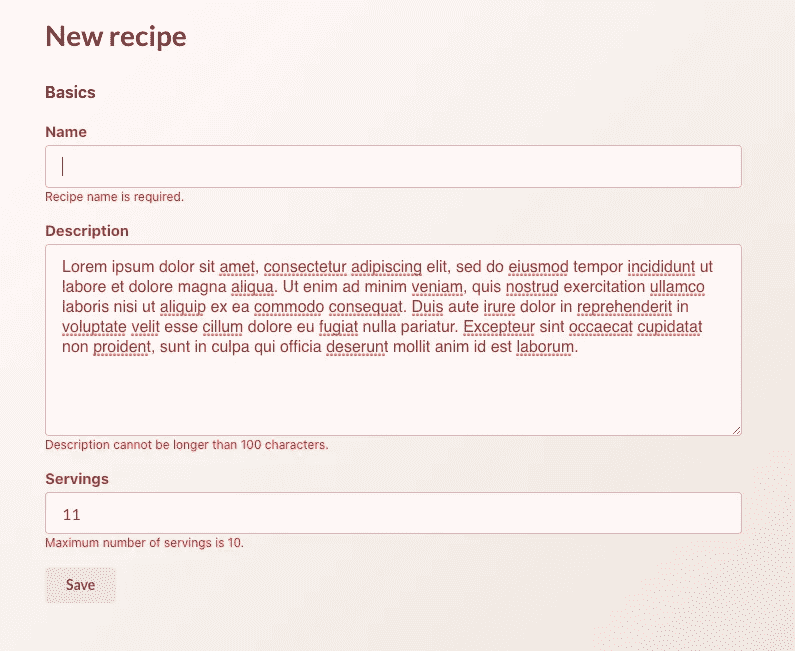 New recipe
Basics
Name
Recipe name is required.
Description
Lorem ipsum dolor sit amet, consectetur adipiscing elit, sed do eiusmod tempor incididunt ut
labore et dolore magna aliqua. Ut enim ad minim veniam, quis nostrud exercitation ullamco
laboris nisi ut aliquip ex ea commodo consequat. Duis aute irure dolor in reprehenderit in
voluptate velit esse cillum dolore eu fugiat nulla pariatur. Excepteur sint occaecat cupidatat
non proident, sunt in culpa qui officia deserunt mollit anim id est laborum.
Description cannot be longer than 100 characters.
Servings
11
Maximum number of servings is 10.
Save